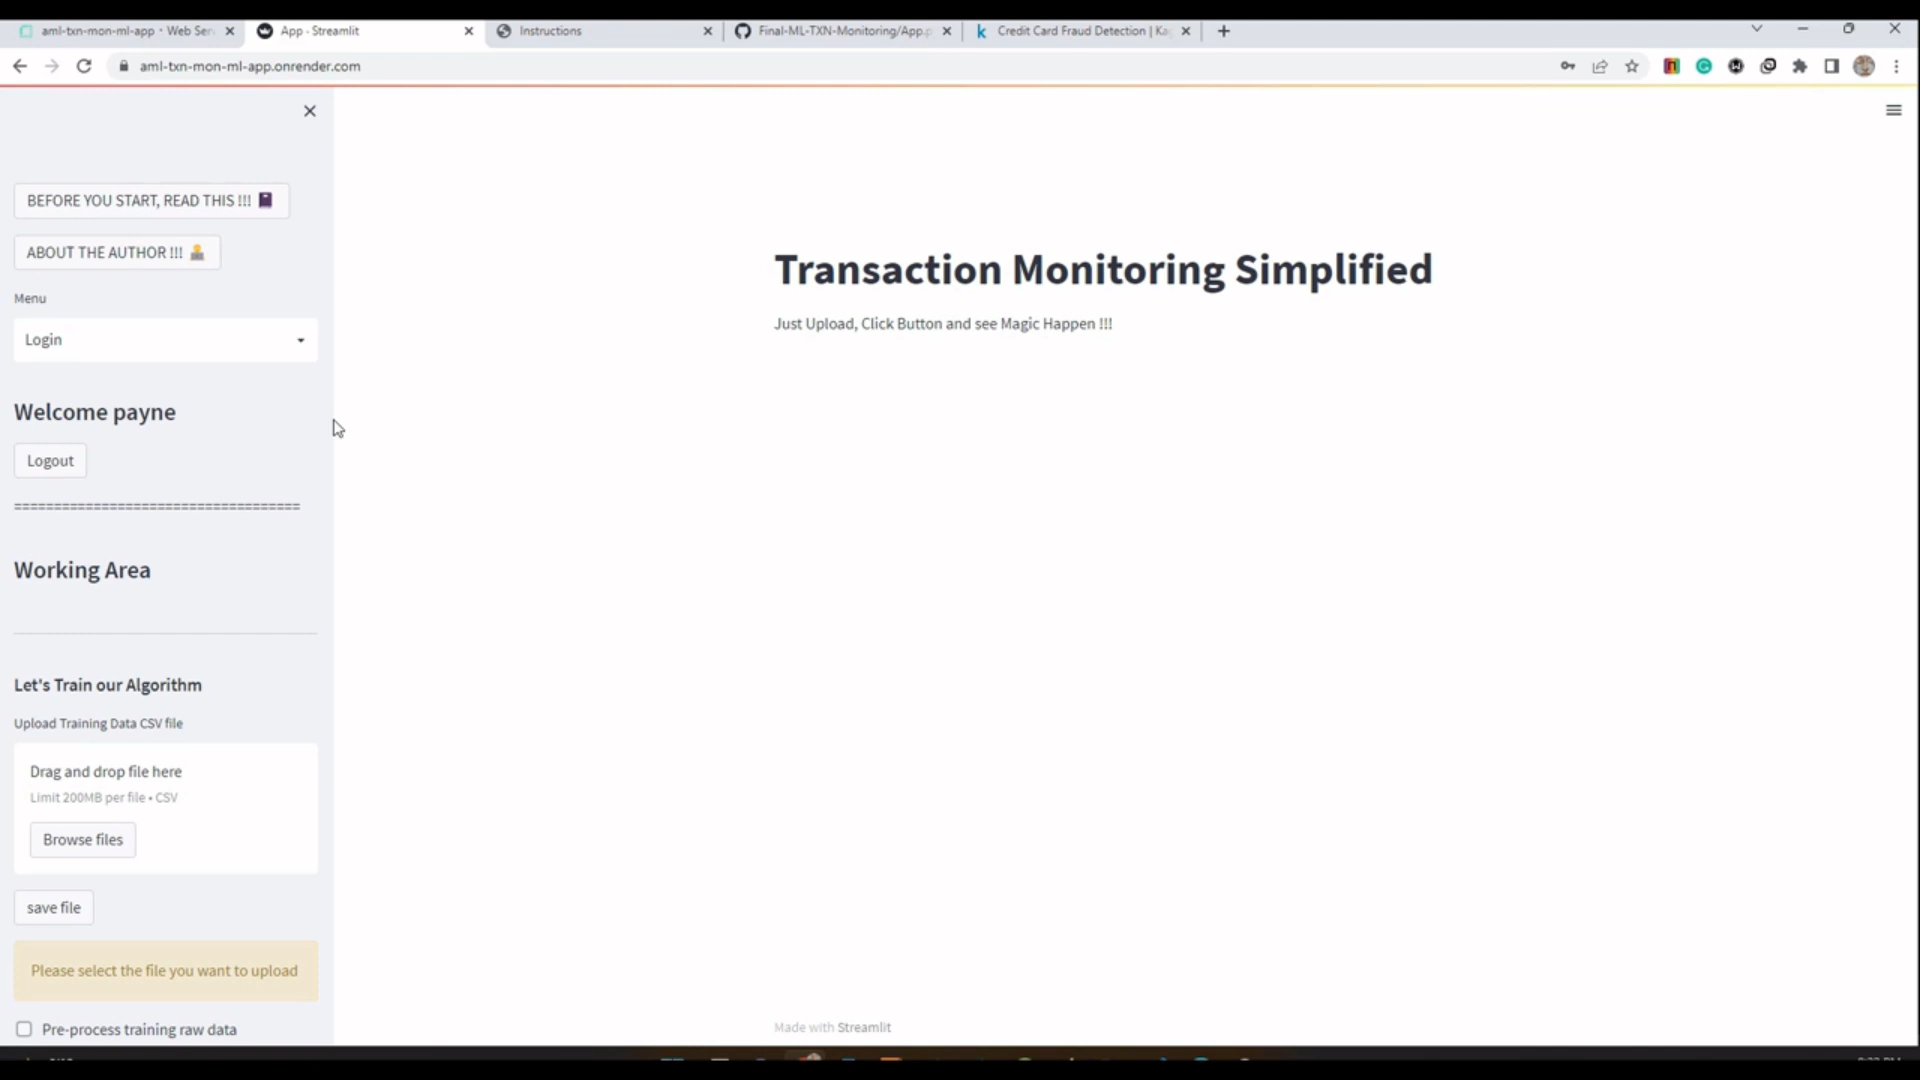 aml-txn-mon-ml-app · Web Ser
App · Streamlit
Instructions
Final-ML-TXN-Monitoring/App.p
Credit Card Fraud Detection | Ka
aml-txn-mon-ml-app.onrender.com
BEFORE YOU START, READ THIS !!!
ABOUT THE AUTHOR !!!
Menu
Login
Welcome payne
Logout
====================================
Working Area
Let's Train our Algorithm
Upload Training Data CSV file
Drag and drop file here
Limit 200MB per file • CSV
Browse files
save file
Please select the file you want to upload
Pre-process training raw data
Transaction Monitoring Simplified
Just Upload, Click Button and see Magic Happen !!!
Made with Streamlit